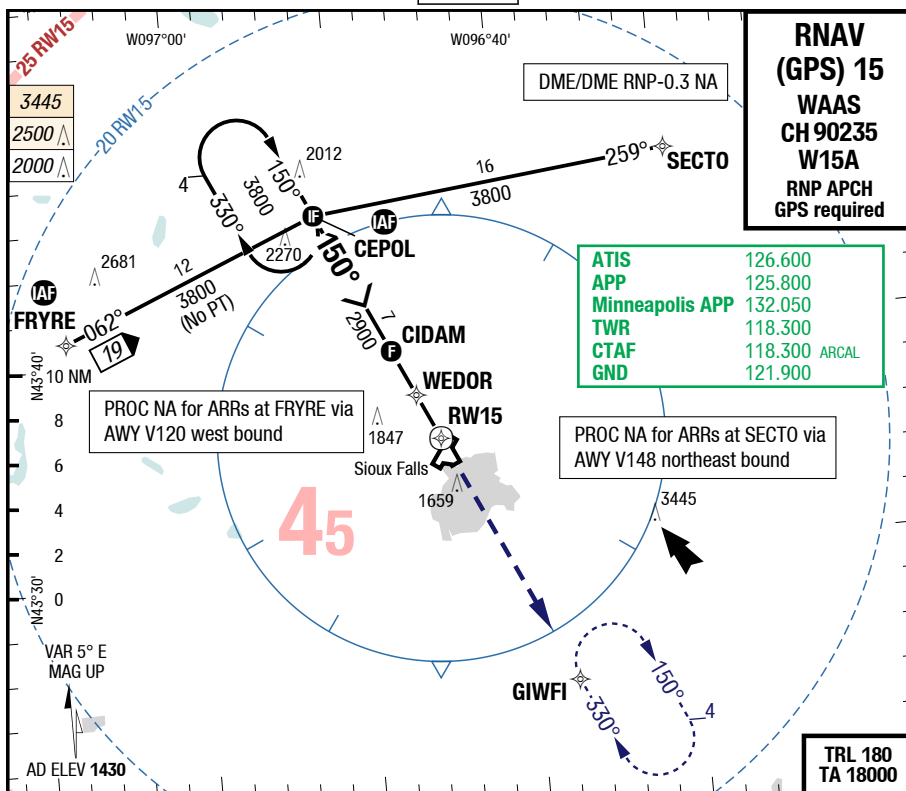 25 RW15
W097°00'
W096°40'
RNAV
(GPS) 15
WAAS
CH 90235
W15A
RNP APCH
GPS required
DME/DME RNP-0.3 NA
3445
2500
2000
20 RW15
2012
150°
3800
330°
4
259°
SECTO
16
3800
IF
IAF
CEPOL
2270
150°
2681
12
3800
(No PT)
IAF
FRYRE
062°
19
ATIS 126.600
APP 125.800
Minneapolis APP 132.050
TWR 118.300
CTAF 118.300 ARCAL
GND 121.900
7
2900
CIDAM
F
N43°40'
10 NM
WEDOR
PROC NA for ARRs at FRYRE via
AWY V120 west bound
RW15
1847
PROC NA for ARRs at SECTO via
AWY V148 northeast bound
8
6
Sioux Falls
1659
3445
45
4
2
N43°30'
0
VAR 5° E
MAG UP
GIWFI
150°
330°
4
AD ELEV 1430
TRL 180
TA 18000